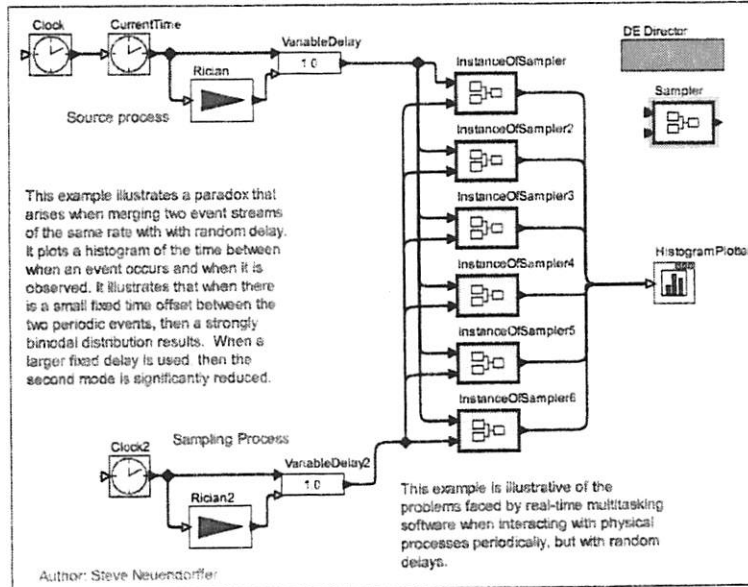 Clock
CurrentTime
VariableDelay
1.0
Rician
Source process
InstanceOfSampler
DE Director
Sampler
InstanceOfSampler2
InstanceOfSampler3
InstanceOfSampler4
InstanceOfSampler5
InstanceOfSampler6
HistogramPlotter
This example illustrates a paradox that
arises when merging two event streams
of the same rate with with random delay.
It plots a histogram of the time between
when an event occurs and when it is
observed. It illustrates that when there
is a small fixed time offset between the
two periodic events, then a strongly
bimodal distribution results. When a
larger fixed delay is used, then the
second mode is significantly reduced.
Sampling Process
Clock2
VariableDelay2
1.0
Rician2
This example is illustrative of the
problems faced by real-time multitasking
software when interacting with physical
processes periodically, but with random
delays.
Author: Steve Neuendorffer